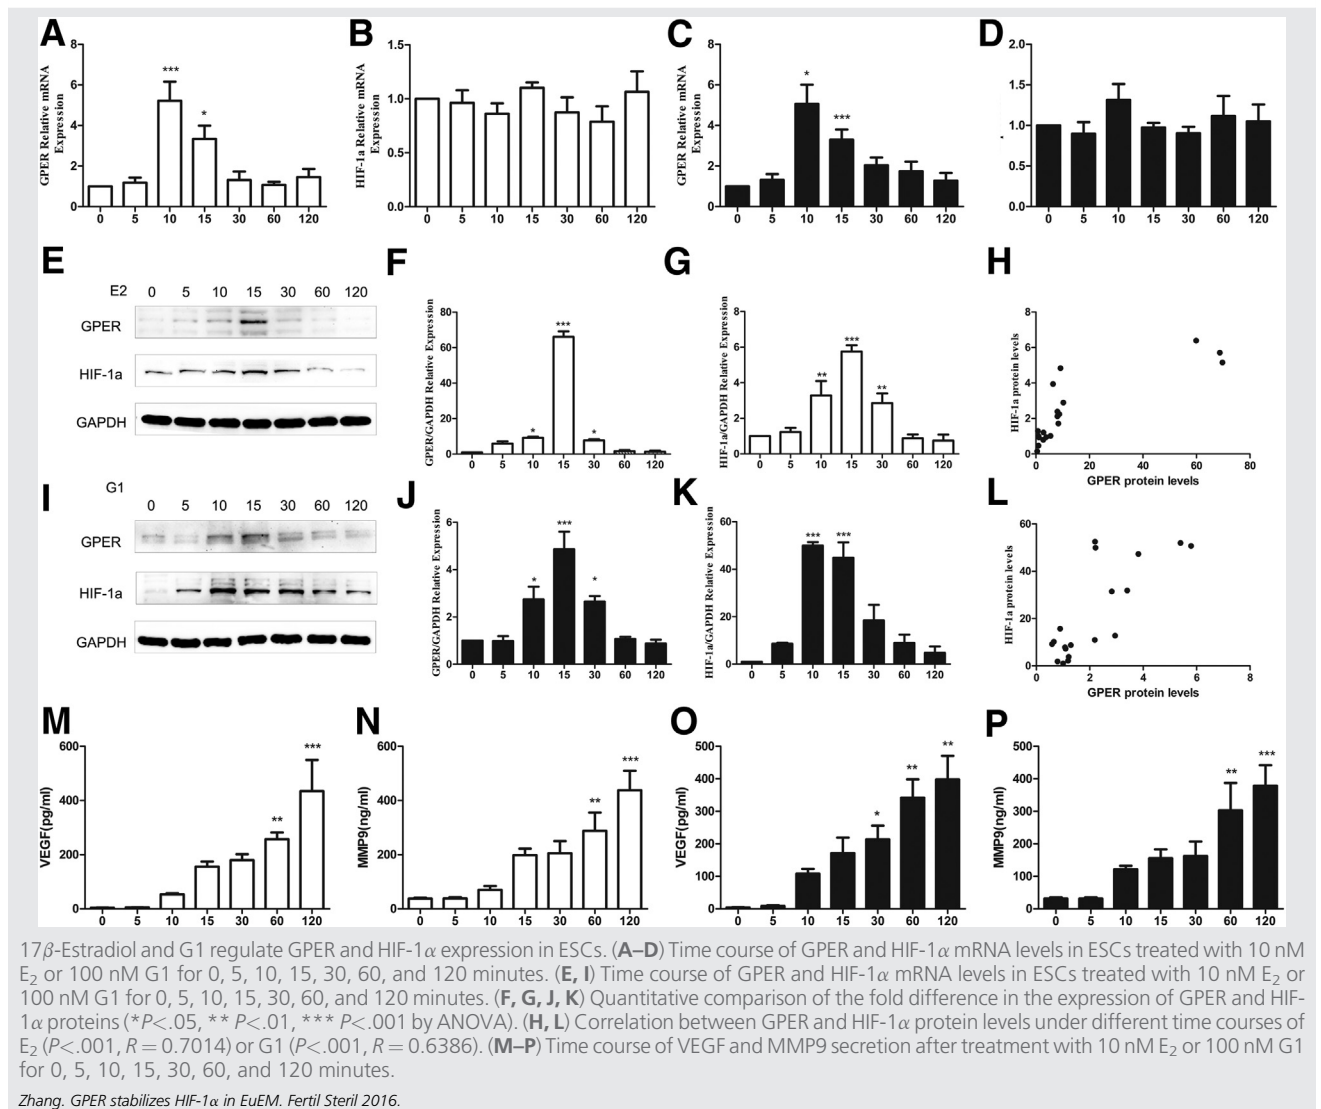 A
B
C
D
GPER Relative mRNA
Expression
8
6
4
2
0
***
*
0 5 10 15 30 60 120
HIF-1a Relative mRNA
Expression
1.5
1.0
0.5
0.0
0 5 10 15 30 60 120
GPER Relative mRNA
Expression
8
6
4
2
0
*
***
0 5 10 15 30 60 120
2.0
1.5
1.0
0.5
0.0
0 5 10 15 30 60 120
E
E2 0 5 10 15 30 60 120
GPER
HIF-1a
GAPDH
F
GPER/GAPDH Relative Expression
80
60
40
20
0
*
***
*
0 5 10 15 30 60 120
G
HIF-1a/GAPDH Relative Expression
8
6
4
2
0
**
***
**
0 5 10 15 30 60 120
H
HIF-1a protein levels
8
6
4
2
0
0 20 40 60 80
GPER protein levels
I
G1
0 5 10 15 30 60 120
GPER
HIF-1a
GAPDH
J
GPER/GAPDH Relative Expression
6
4
2
0
*
***
*
0 5 10 15 30 60 120
K
HIF-1a/GAPDH Relative Expression
60
40
20
0
***
***
0 5 10 15 30 60 120
L
HIF-1a protein levels
60
40
20
0
0 2 4 6 8
GPER protein levels
M
VEGF(pg/ml)
600
400
200
0
**
***
0 5 10 15 30 60 120
N
MMP9(ng/ml)
600
400
200
0
**
***
0 5 10 15 30 60 120
O
VEGF(pg/ml)
500
400
300
200
100
0
*
**
**
0 5 10 15 30 60 120
P
MMP9(ng/ml)
500
400
300
200
100
0
**
***
0 5 10 15 30 60 120
17β-Estradiol and G1 regulate GPER and HIF-1α expression in ESCs. (A–D) Time course of GPER and HIF-1α mRNA levels in ESCs treated with 10 nM
E₂ or 100 nM G1 for 0, 5, 10, 15, 30, 60, and 120 minutes. (E, I) Time course of GPER and HIF-1α mRNA levels in ESCs treated with 10 nM E₂ or
100 nM G1 for 0, 5, 10, 15, 30, 60, and 120 minutes. (F, G, J, K) Quantitative comparison of the fold difference in the expression of GPER and HIF-
1α proteins (*P<.05, ** P<.01, *** P<.001 by ANOVA). (H, L) Correlation between GPER and HIF-1α protein levels under different time courses of
E₂ (P<.001, R = 0.7014) or G1 (P<.001, R = 0.6386). (M–P) Time course of VEGF and MMP9 secretion after treatment with 10 nM E₂ or 100 nM G1
for 0, 5, 10, 15, 30, 60, and 120 minutes.
Zhang. GPER stabilizes HIF-1α in EuEM. Fertil Steril 2016.